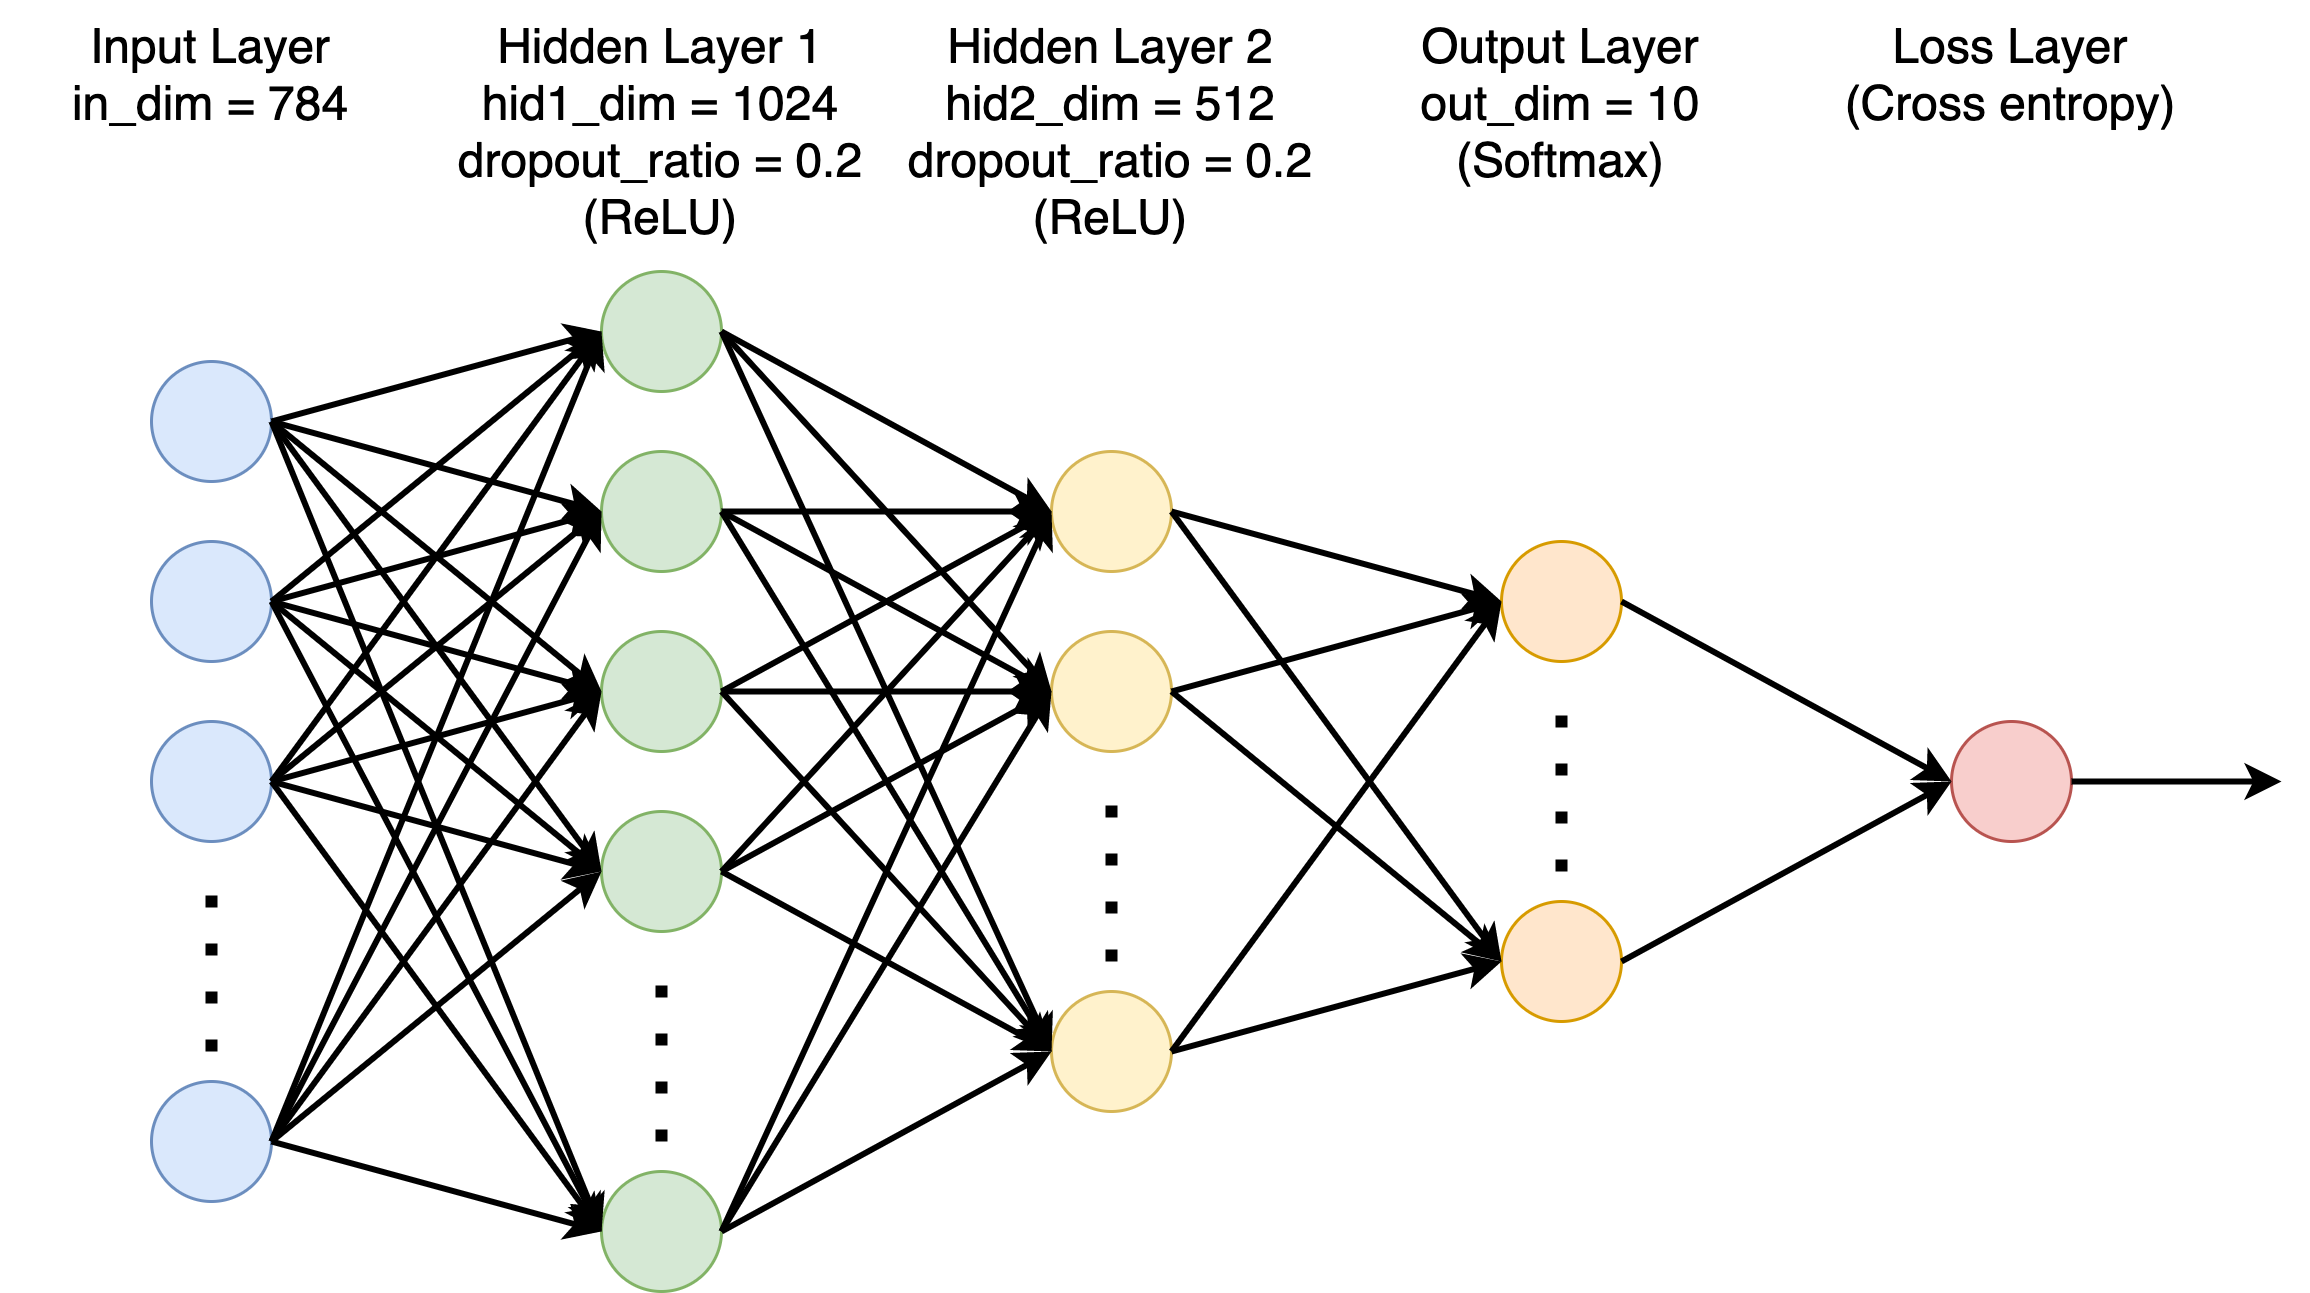 Input Layer
in_dim = 784
Hidden Layer 1
hid1_dim = 1024
dropout_ratio = 0.2
(ReLU)
Hidden Layer 2
hid2_dim = 512
dropout_ratio = 0.2
(ReLU)
Output Layer
out_dim = 10
(Softmax)
Loss Layer
(Cross entropy)